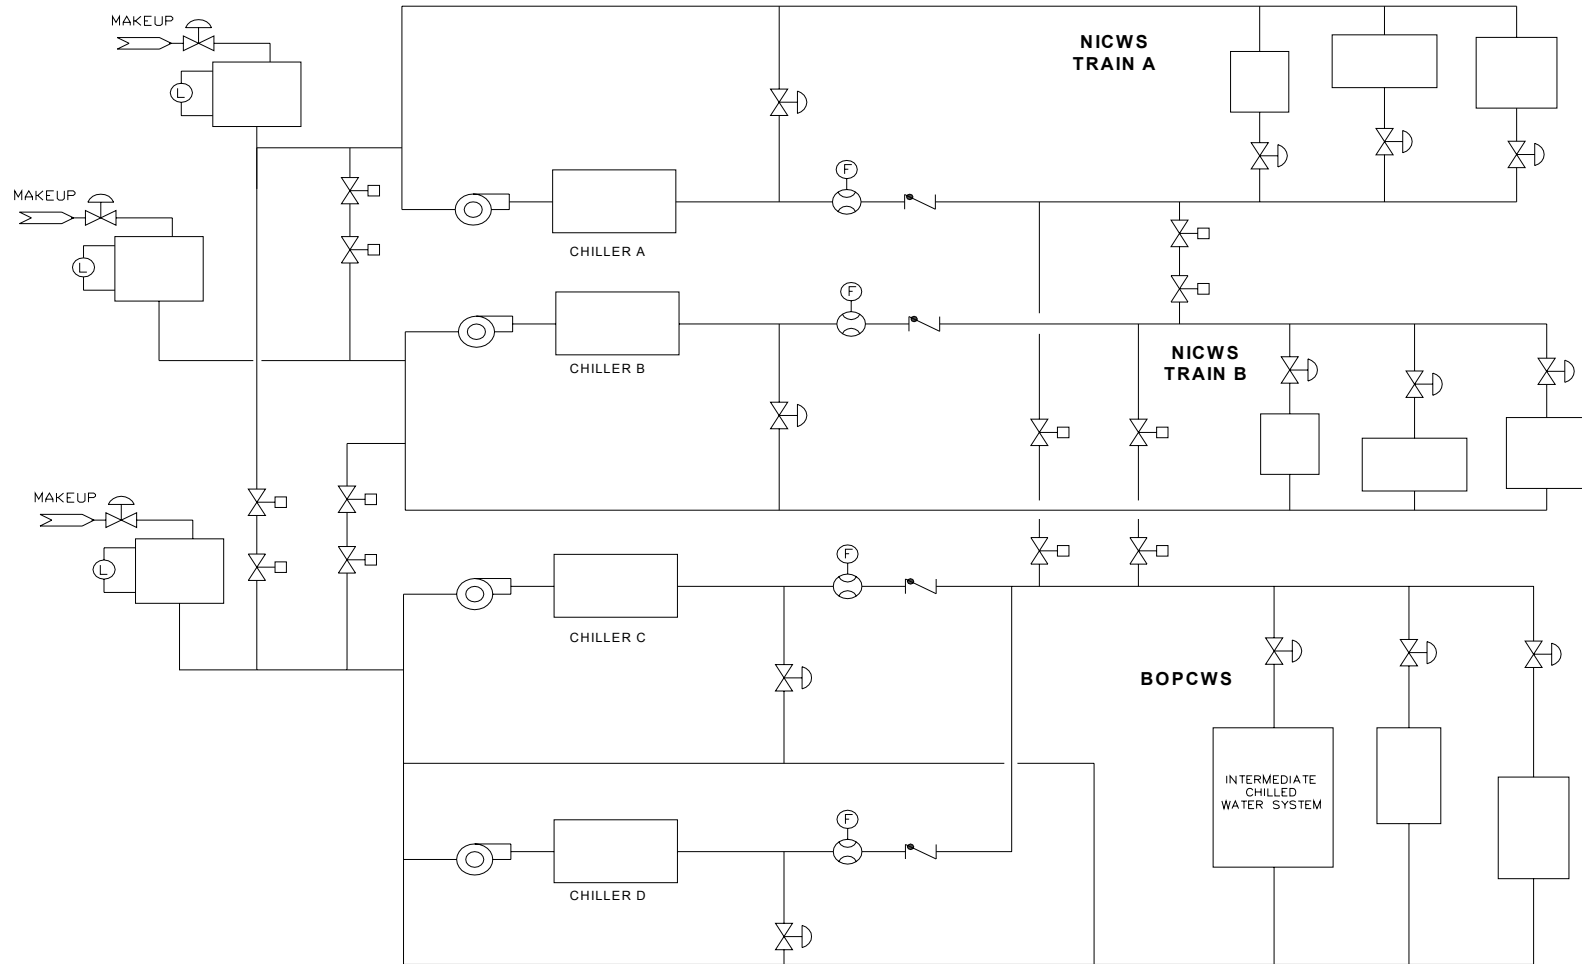 MAKEUP
NICWS
TRAIN A
L
F
MAKEUP
CHILLER A
L
F
NICWS
TRAIN B
CHILLER B
MAKEUP
F
L
CHILLER C
BOPCWS
INTERMEDIATE
CHILLED
WATER SYSTEM
F
CHILLER D